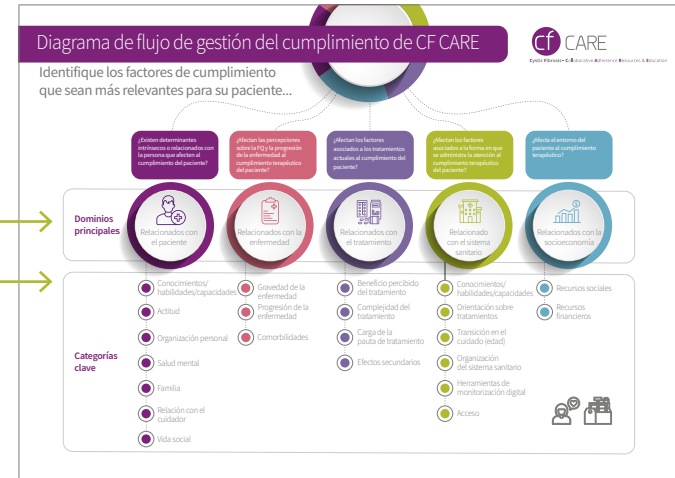 Diagrama de flujo de gestión del cumplimiento de CF CARE
cf CARE
Cystic Fibrosis • Collaborative Adherence Resources & Education
Identifique los factores de cumplimiento
que sean más relevantes para su paciente...
¿Existen determinantes
intrínsecos o relacionados con
la persona que afecten al
cumplimiento del paciente?
¿Afectan las percepciones
sobre la FQ y la progresión
de la enfermedad al
cumplimiento terapéutico
del paciente?
¿Afectan los factores
asociados a los tratamientos
actuales al cumplimiento del
paciente?
¿Afectan los factores
asociados a la forma en que
se administra la atención al
cumplimiento terapéutico
del paciente?
¿Afecta el entorno del
paciente al cumplimiento
terapéutico?
Dominios
principales
Relacionados con
el paciente
Relacionados con la
enfermedad
Relacionados con
el tratamiento
Relacionado
con el sistema
sanitario
Relacionados con la
socioeconomía
Categorías
clave
Conocimientos/
habilidades/capacidades
Actitud
Organización personal
Salud mental
Familia
Relación con el
cuidador
Vida social
Gravedad de la
enfermedad
Progresión de la
enfermedad
Comorbilidades
Beneficio percibido
del tratamiento
Complejidad del
tratamiento
Carga de la
pauta de tratamiento
Efectos secundarios
Conocimientos/
habilidades/capacidades
Orientación sobre
tratamientos
Transición en el
cuidado (edad)
Organización
del sistema sanitario
Herramientas de
monitorización digital
Acceso
Recursos sociales
Recursos
financieros